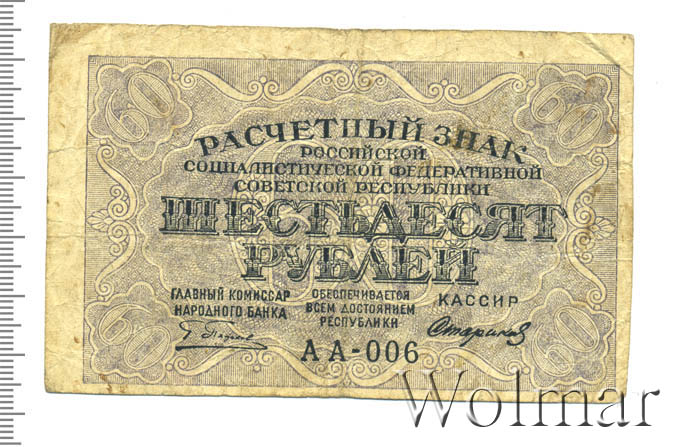 60 60
РАСЧЕТНЫЙ ЗНАК
РОССИЙСКОЙ
СОЦИАЛИСТИЧЕСКОЙ ФЕДЕРАТИВНОЙ
СОВЕТСКОЙ РЕСПУБЛИКИ
ШЕСТЬДЕСЯТ
РУБЛЕЙ
ГЛАВНЫЙ КОМИССАР
НАРОДНОГО БАНКА
ОБЕСПЕЧИВАЕТСЯ
ВСЕМ ДОСТОЯНИЕМ
РЕСПУБЛИКИ
КАССИР
Стариков
АА-006
60 60
Wolmar